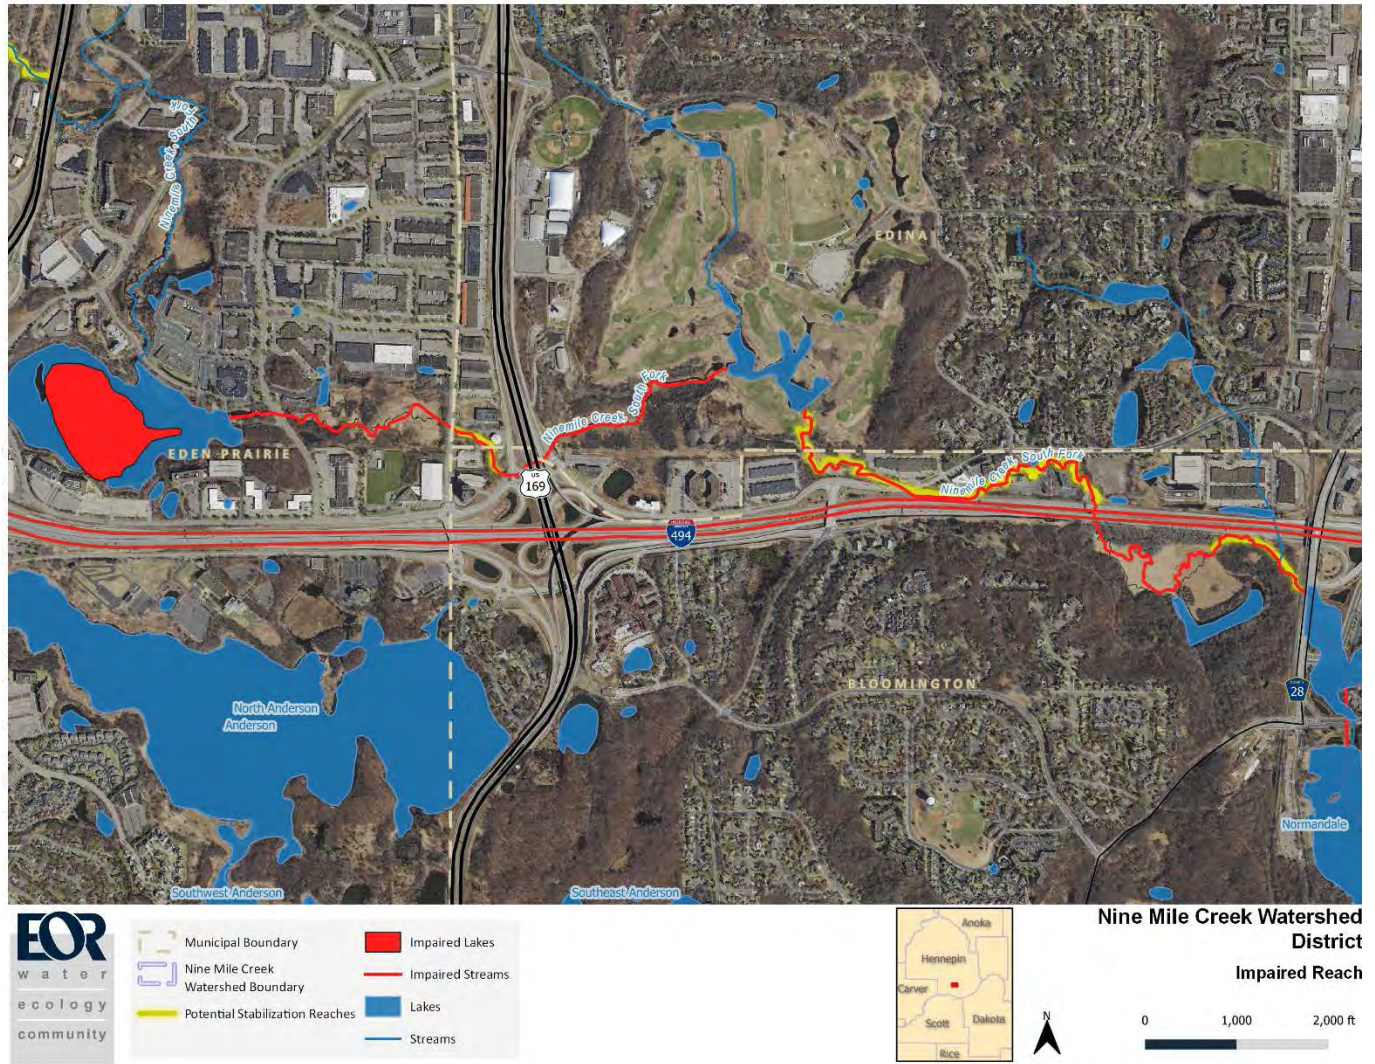 Ninemile Creek, South Fork
EDINA
Ninemile Creek, South Fork
EDEN PRAIRIE
Ninemile Creek, South Fork
US
169
INTERSTATE
494
North Anderson
Anderson
BLOOMINGTON
28
Normandale
Southwest Anderson
Southeast Anderson
EOR
water
ecology
community
Municipal Boundary
Nine Mile Creek
Watershed Boundary
Potential Stabilization Reaches
Impaired Lakes
Impaired Streams
Lakes
Streams
Anoka
Hennepin
Carver
Scott
Dakota
Rice
N
Nine Mile Creek Watershed
District
Impaired Reach
0 1,000 2,000 ft